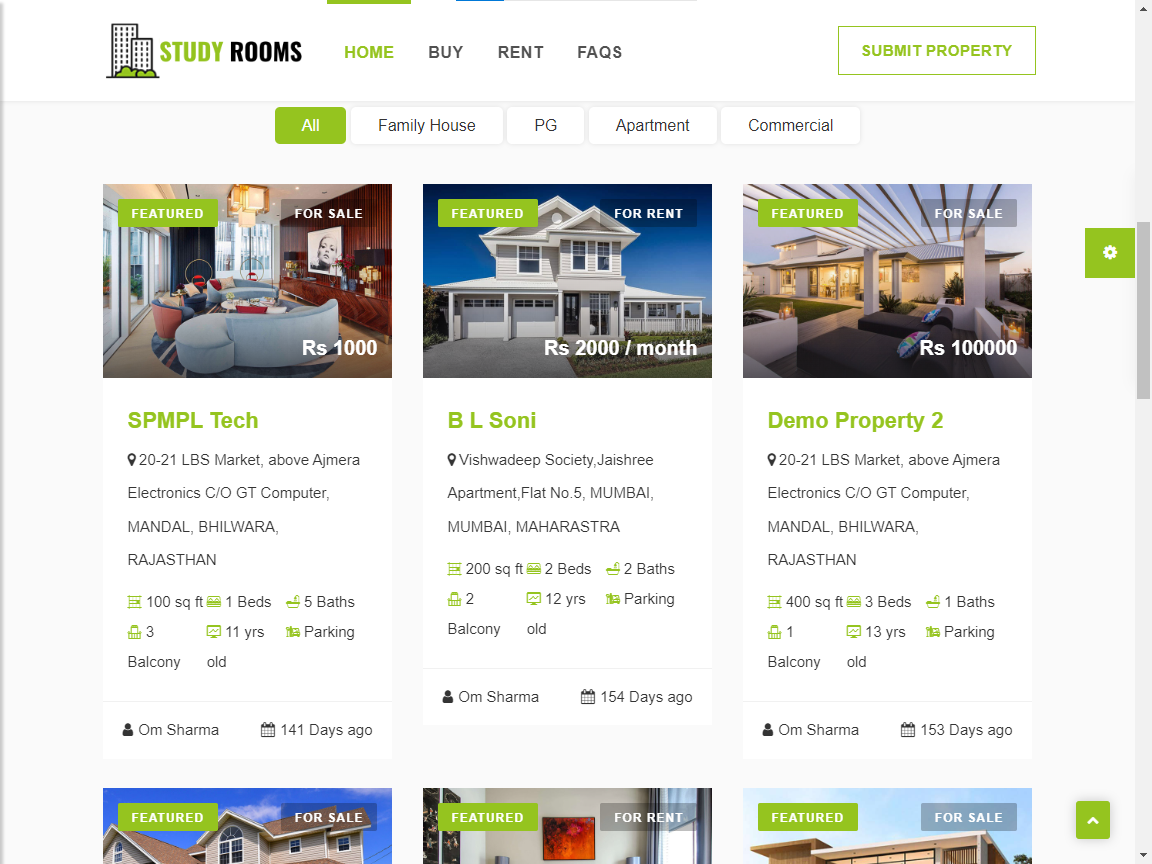 STUDY ROOMS
HOME
BUY
RENT
FAQS
SUBMIT PROPERTY
All
Family House
PG
Apartment
Commercial
FEATURED
FOR SALE
Rs 1000
SPMPL Tech
20-21 LBS Market, above Ajmera
Electronics C/O GT Computer,
MANDAL, BHILWARA,
RAJASTHAN
100 sq ft
1 Beds
5 Baths
3
Balcony
11 yrs
old
Parking
Om Sharma
141 Days ago
FEATURED
FOR RENT
Rs 2000 / month
B L Soni
Vishwadeep Society,Jaishree
Apartment,Flat No.5, MUMBAI,
MUMBAI, MAHARASTRA
200 sq ft
2 Beds
2 Baths
2
Balcony
12 yrs
old
Parking
Om Sharma
154 Days ago
FEATURED
FOR SALE
Rs 100000
Demo Property 2
20-21 LBS Market, above Ajmera
Electronics C/O GT Computer,
MANDAL, BHILWARA,
RAJASTHAN
400 sq ft
3 Beds
1 Baths
1
Balcony
13 yrs
old
Parking
Om Sharma
153 Days ago
FEATURED
FOR SALE
FEATURED
FOR RENT
FEATURED
FOR SALE